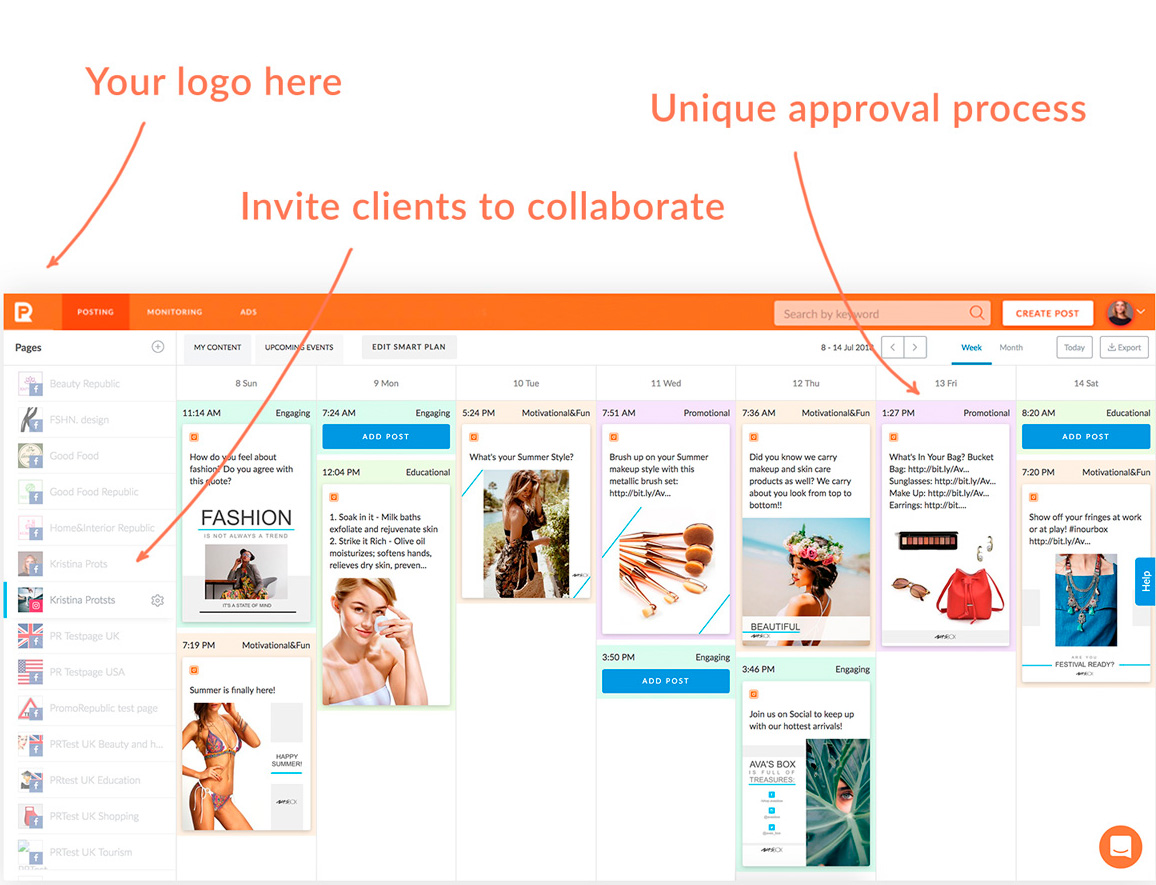 Your logo here
Unique approval process
Invite clients to collaborate
POSTING
MONITORING
ADS
Search by keyword
CREATE POST
Pages
MY CONTENT
UPCOMING EVENTS
EDIT SMART PLAN
8 - 14 Jul
Week
Month
Today
Export
Beauty Republic
FSHN. design
Good Food
Good Food Republic
Home&Interior Republic
Kristina Prots
Kristina Protsts
PR Testpage UK
PR Testpage USA
PromoRepublic test page
PRTest UK Beauty and h...
PRtest UK Education
PRTest UK Shopping
PRTest UK Tourism
8 Sun
11:14 AM
Engaging
How do you feel about
fashion? Do you agree with
this quote?
FASHION
IS NOT ALWAYS A TREND
IT'S A STATE OF MIND
7:19 PM
Motivational&Fun
Summer is finally here!
HAPPY
SUMMER!
9 Mon
7:24 AM
Engaging
ADD POST
12:04 PM
Educational
1. Soak in it - Milk baths
exfoliate and rejuvenate skin
2. Strike it Rich - Olive oil
moisturizes; softens hands,
relieves dry skin, preven...
10 Tue
5:24 PM
Motivational&Fun
What's your Summer Style?
11 Wed
7:51 AM
Promotional
Brush up on your Summer
makeup style with this
metallic brush set:
http://bit.ly/Av...
3:50 PM
Engaging
ADD POST
12 Thu
7:36 AM
Motivational&Fun
Did you know we carry
makeup and skin care
products as well? We carry
about you look from top to
bottom!!
BEAUTIFUL
3:46 PM
Engaging
Join us on Social to keep up
with our hottest arrivals!
AVA'S BOX
IS FULL OF
TREASURES:
13 Fri
1:27 PM
Promotional
What's In Your Bag? Bucket
Bag: http://bit.ly/Av...
Sunglasses: http://bit.ly/Av...
Make Up: http://bit.ly/Av...
Earrings: http://bit....
14 Sat
8:20 AM
Educational
ADD POST
7:20 PM
Motivational&Fun
Show off your fringes at work
or at play! #inourbox
http://bit.ly/Av...
ARE YOU
FESTIVAL READY?
Help